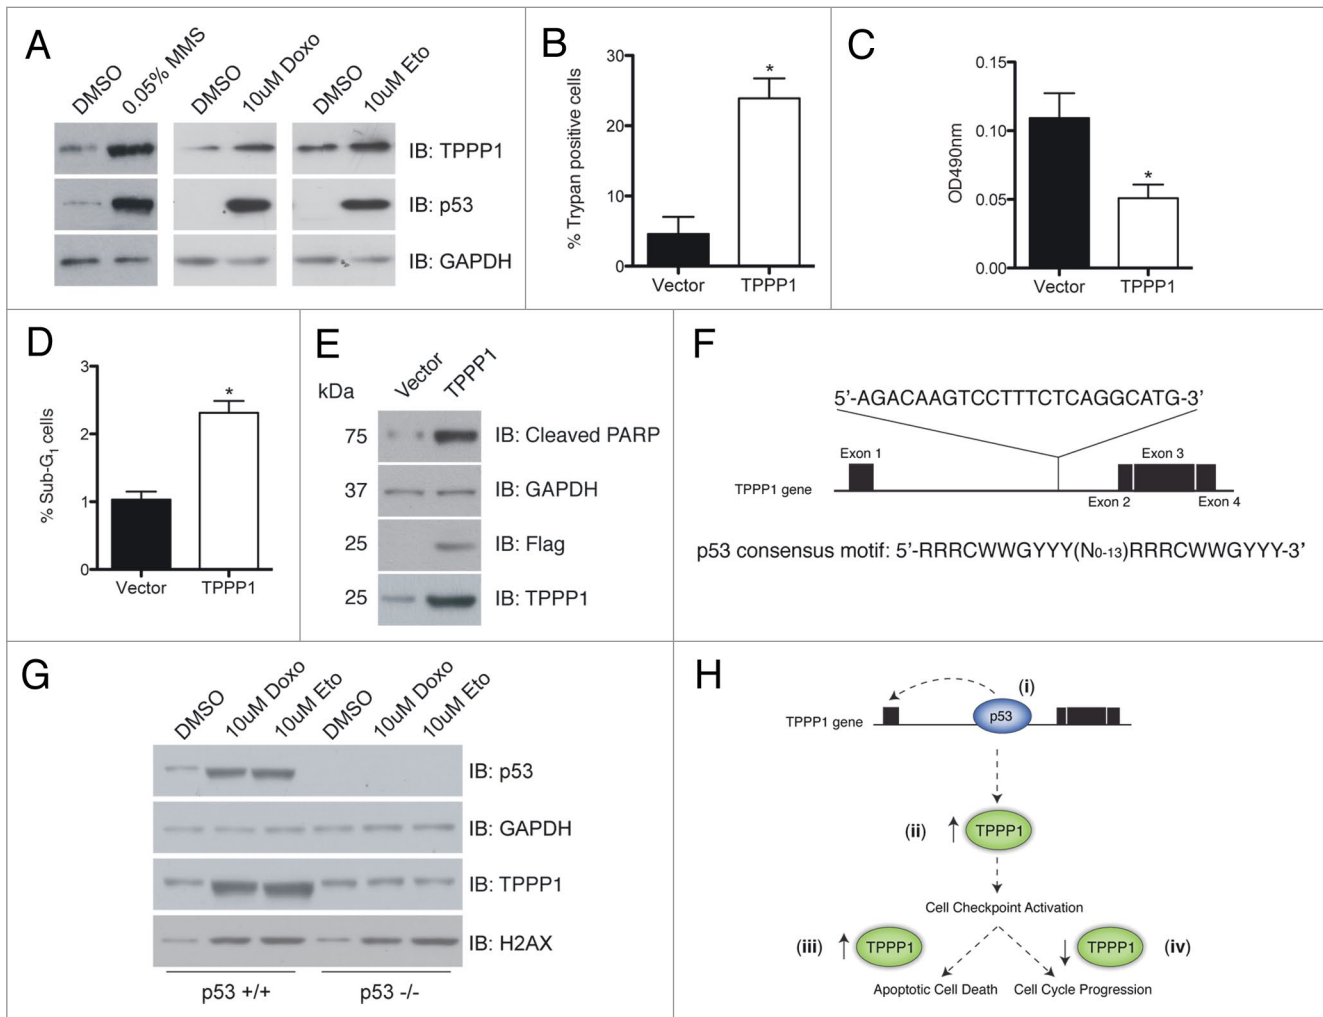 A
DMSO
0.05% MMS
DMSO
10uM Doxo
DMSO
10uM Eto
IB: TPPP1
IB: p53
IB: GAPDH
B
% Trypan positive cells
30
20
10
0
Vector
TPPP1
*
C
OD490nm
0.15
0.10
0.05
0.00
Vector
TPPP1
*
D
% Sub-G1 cells
3
2
1
0
Vector
TPPP1
*
E
kDa
Vector
TPPP1
75
IB: Cleaved PARP
37
IB: GAPDH
25
IB: Flag
25
IB: TPPP1
F
5’-AGACAAGTCCTTTCTCAGGCATG-3’
Exon 1
Exon 3
TPPP1 gene
Exon 2
Exon 4
p53 consensus motif: 5’-RRRCWWGYYY(N0-13)RRRCWWGYYY-3’
G
DMSO
10uM Doxo
10uM Eto
DMSO
10uM Doxo
10uM Eto
IB: p53
IB: GAPDH
IB: TPPP1
IB: H2AX
p53 +/+
p53 -/-
H
(i)
TPPP1 gene
p53
(ii)
TPPP1
Cell Checkpoint Activation
(iii)
TPPP1
TPPP1
(iv)
Apoptotic Cell Death
Cell Cycle Progression